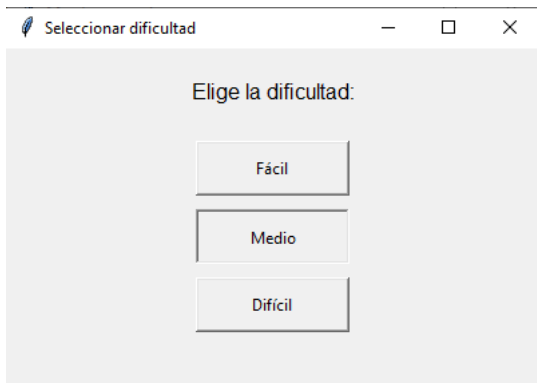 Seleccionar dificultad
Elige la dificultad:
Fácil
Medio
Difícil